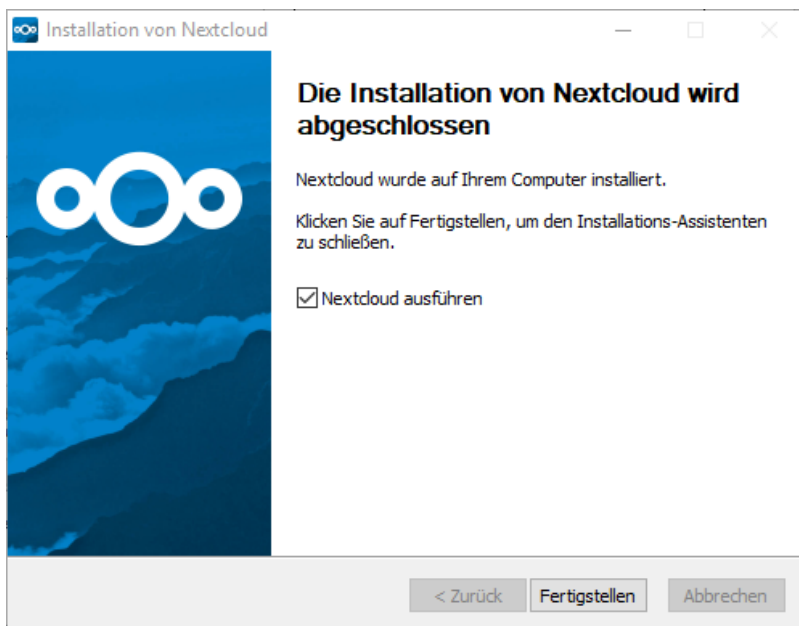 Installation von Nextcloud
Die Installation von Nextcloud wird
abgeschlossen
Nextcloud wurde auf Ihrem Computer installiert.
Klicken Sie auf Fertigstellen, um den Installations-Assistenten
zu schließen.
Nextcloud ausführen
< Zurück Fertigstellen Abbrechen